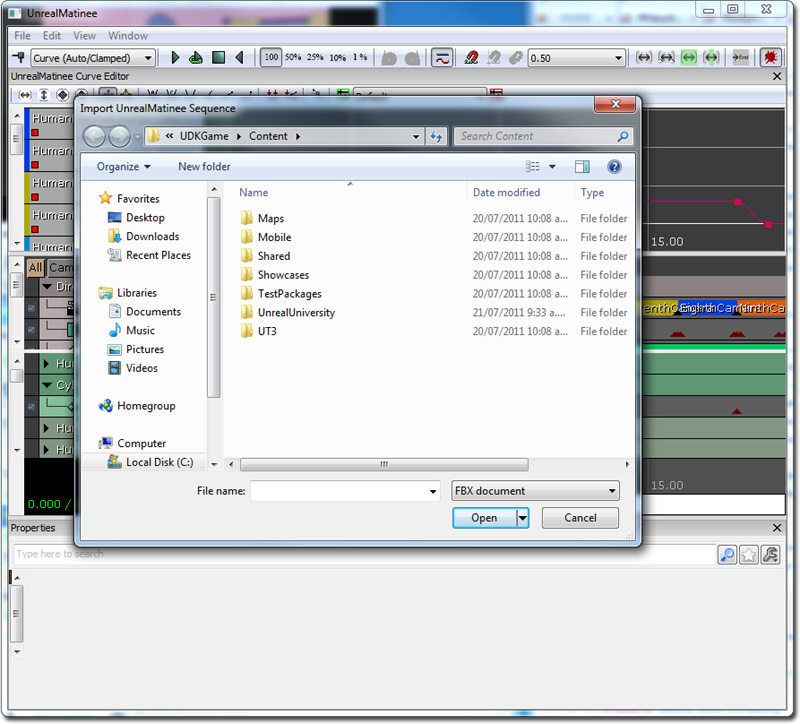 UnrealMatinee
File Edit View Window
Curve (Auto/Clamped) 100 50% 25% 10% 1 % 0.50
UnrealMatinee Curve Editor
Import UnrealMatinee Sequence
« UDKGame Content Search Content
Organize New folder
Name Date modified Type
Favorites
Desktop
Downloads
Recent Places
Libraries
Documents
Music
Pictures
Videos
Homegroup
Computer
Local Disk (C:)
Maps 20/07/2011 10:08 a... File folder
Mobile 20/07/2011 10:08 a... File folder
Shared 20/07/2011 10:08 a... File folder
Showcases 20/07/2011 10:08 a... File folder
TestPackages 20/07/2011 10:08 a... File folder
UnrealUniversity 21/07/2011 9:33 a.... File folder
UT3 20/07/2011 10:08 a... File folder
File name: FBX document
Open Cancel
Human
Human
Human
Human
Human
15.00
All Cam
Dir
Hu
Cy
Hu
Hu
15.00
0.000 /
Properties
Type here to search